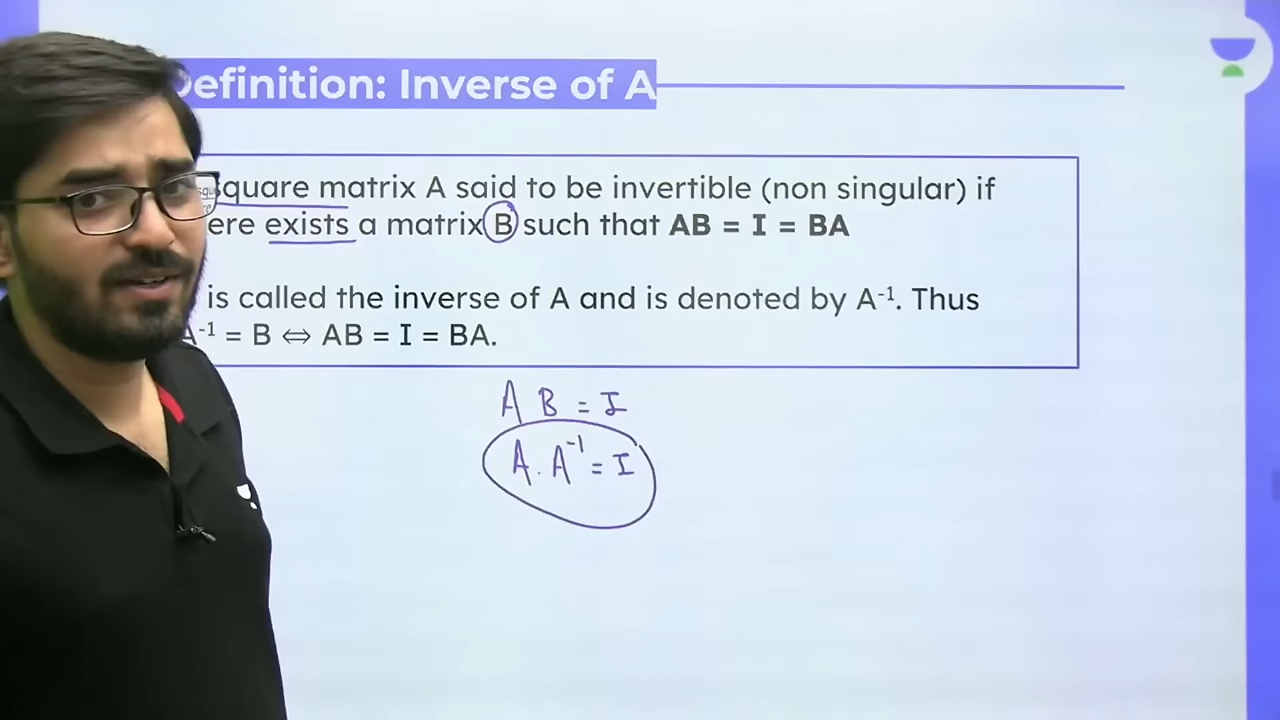 Definition: Inverse of A
square matrix A said to be invertible (non singular) if
ere exists a matrix B such that AB = I = BA
is called the inverse of A and is denoted by A⁻¹. Thus
A⁻¹ = B ⇔ AB = I = BA.
A B = I
A . A⁻¹ = I